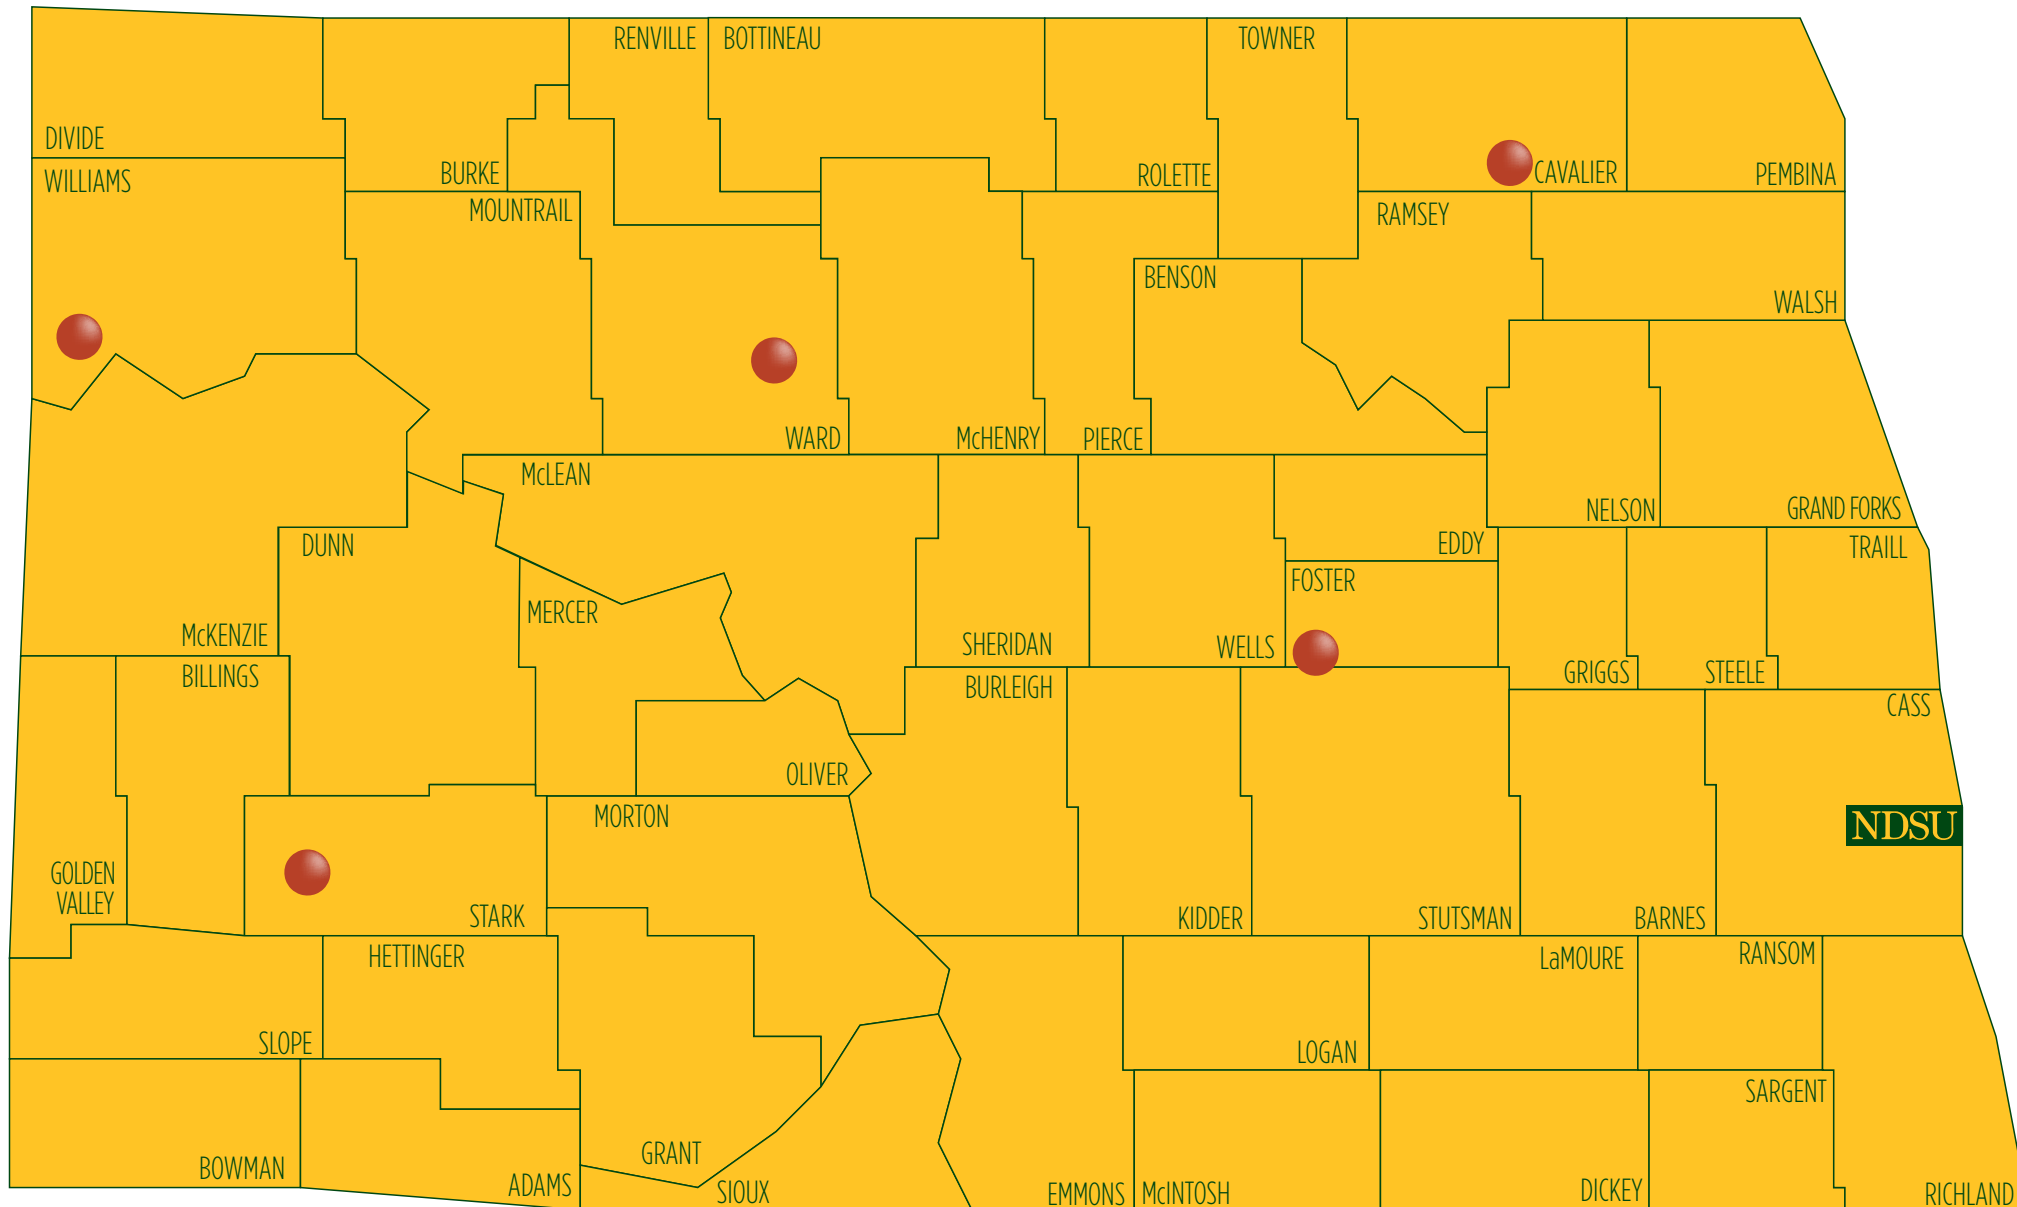 RENVILLE
BOTTINEAU
TOWNER
DIVIDE
BURKE
ROLETTE
CAVALIER
PEMBINA
WILLIAMS
MOUNTRAIL
RAMSEY
BENSON
WALSH
WARD
McHENRY
PIERCE
McLEAN
NELSON
GRAND FORKS
DUNN
EDDY
TRAILL
FOSTER
MERCER
McKENZIE
SHERIDAN
WELLS
GRIGGS
STEELE
BILLINGS
BURLEIGH
CASS
OLIVER
MORTON
NDSU
GOLDEN
VALLEY
STARK
KIDDER
STUTSMAN
BARNES
HETTINGER
LaMOURE
RANSOM
SLOPE
LOGAN
SARGENT
GRANT
BOWMAN
ADAMS
SIOUX
EMMONS
McINTOSH
DICKEY
RICHLAND